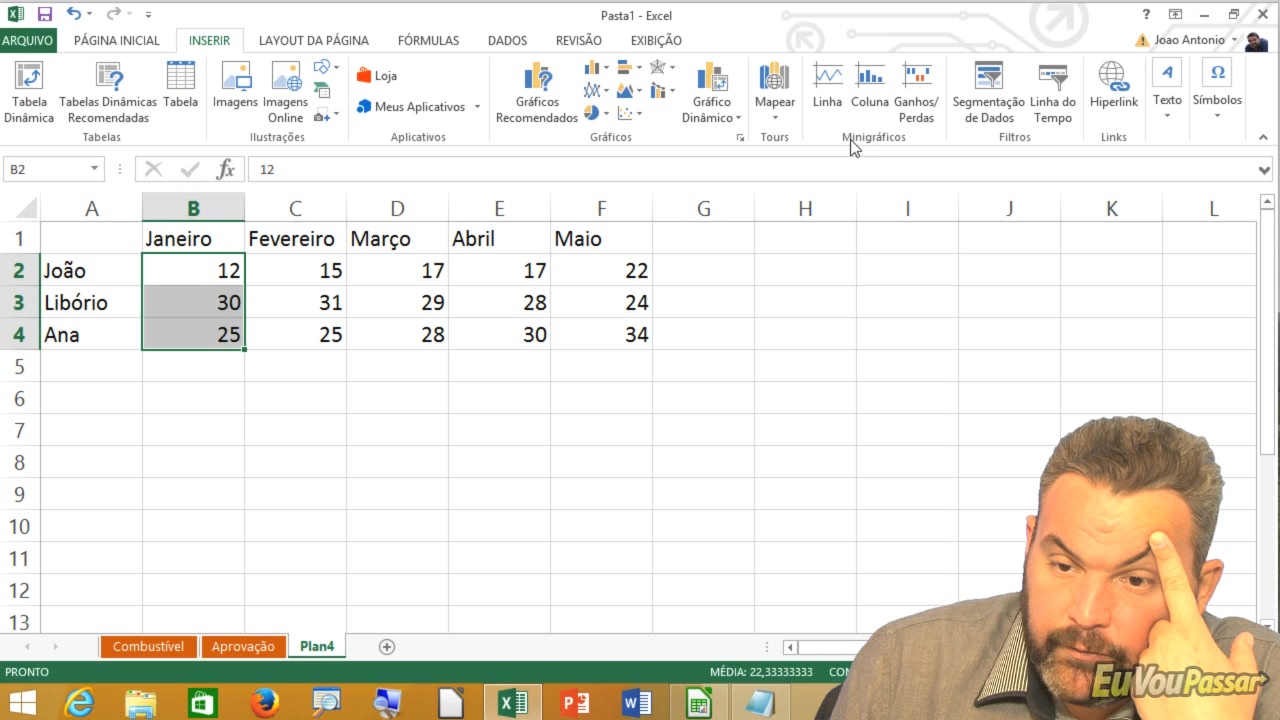 Pasta1 - Excel
ARQUIVO PÁGINA INICIAL INSERIR LAYOUT DA PÁGINA FÓRMULAS DADOS REVISÃO EXIBIÇÃO Joao Antonio
Tabela Dinâmica
Tabelas Dinâmicas Recomendadas
Tabela
Imagens
Imagens Online
Loja
Meus Aplicativos
Gráficos Recomendados
Gráfico Dinâmico
Mapear
Linha
Coluna
Ganhos/ Perdas
Segmentação de Dados
Linha do Tempo
Hiperlink
Texto
Símbolos
Tabelas Ilustrações Aplicativos Gráficos Tours Minigráficos Filtros Links
B2 fx 12
A B C D E F G H I J K L
1 Janeiro Fevereiro Março Abril Maio
2 João 12 15 17 17 22
3 Libório 30 31 29 28 24
4 Ana 25 25 28 30 34
5
6
7
8
9
10
11
12
13
Combustível Aprovação Plan4
PRONTO MÉDIA: 22,33333333
EuVouPassar